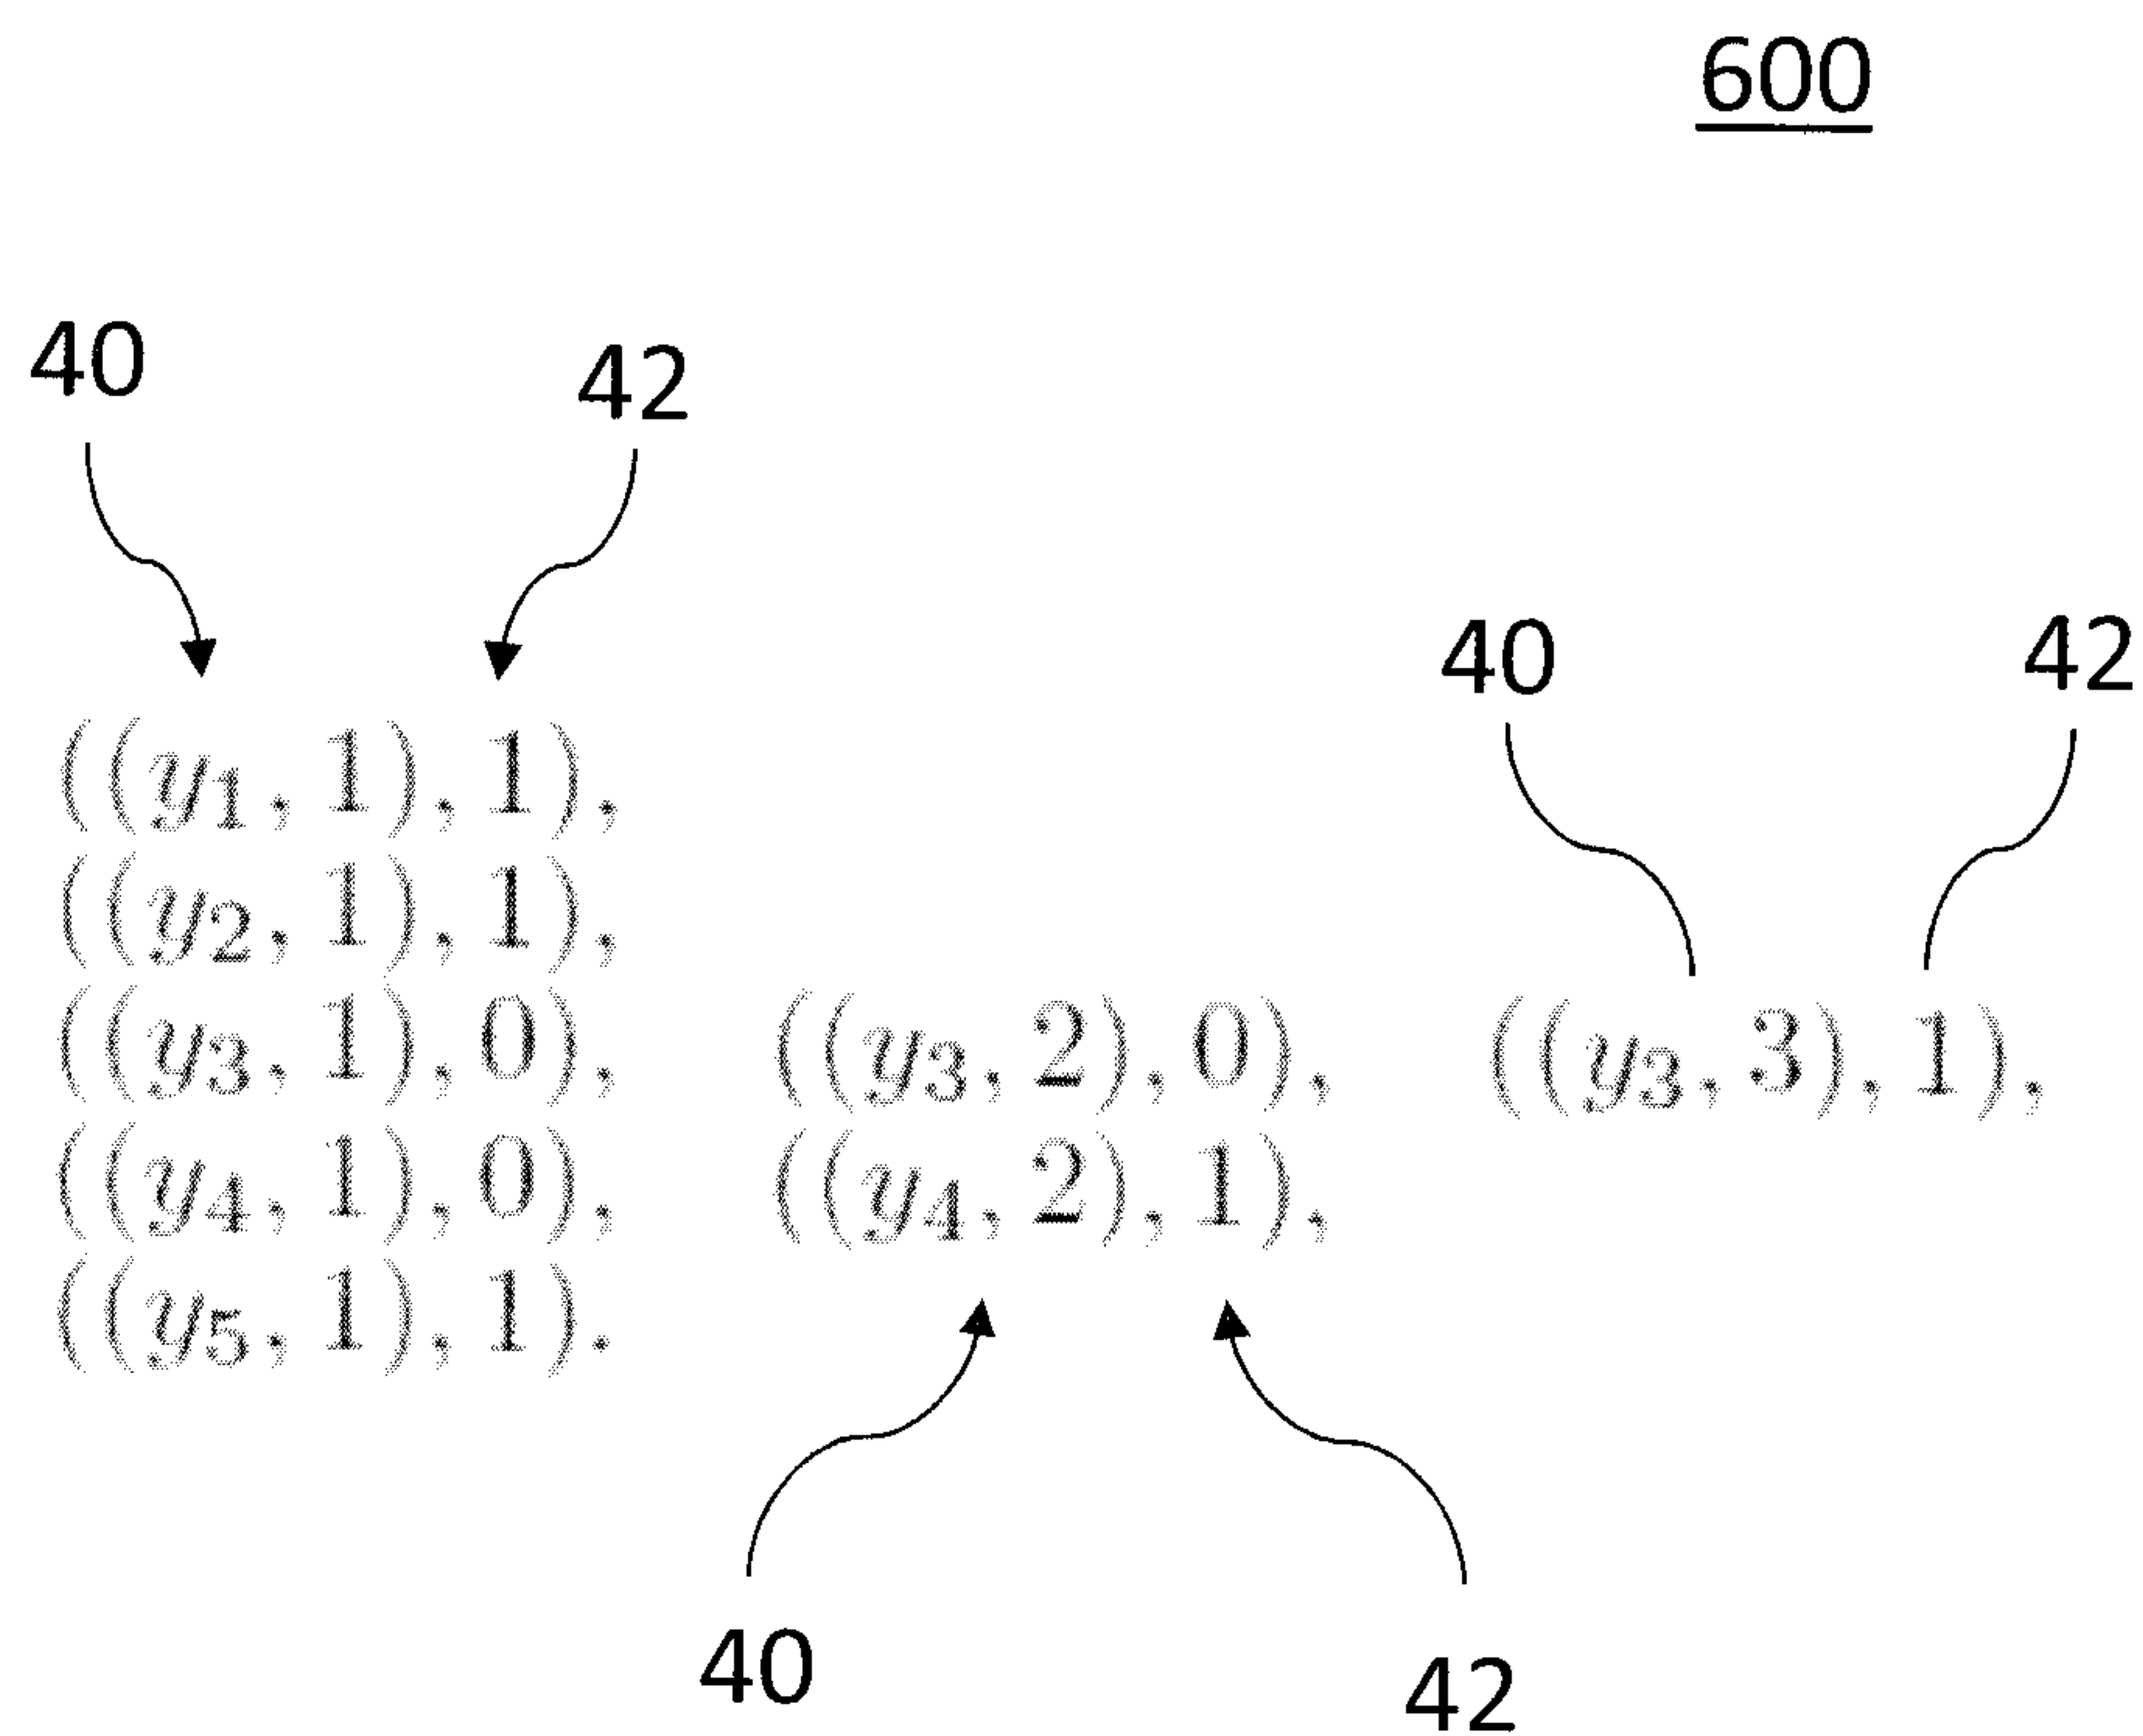 600
40 42
40 42
((y1, 1), 1),
((y2, 1), 1),
((y3, 1), 0), ((y3, 2), 0), ((y3, 3), 1),
((y4, 1), 0), ((y4, 2), 1),
((y5, 1), 1).
40 42